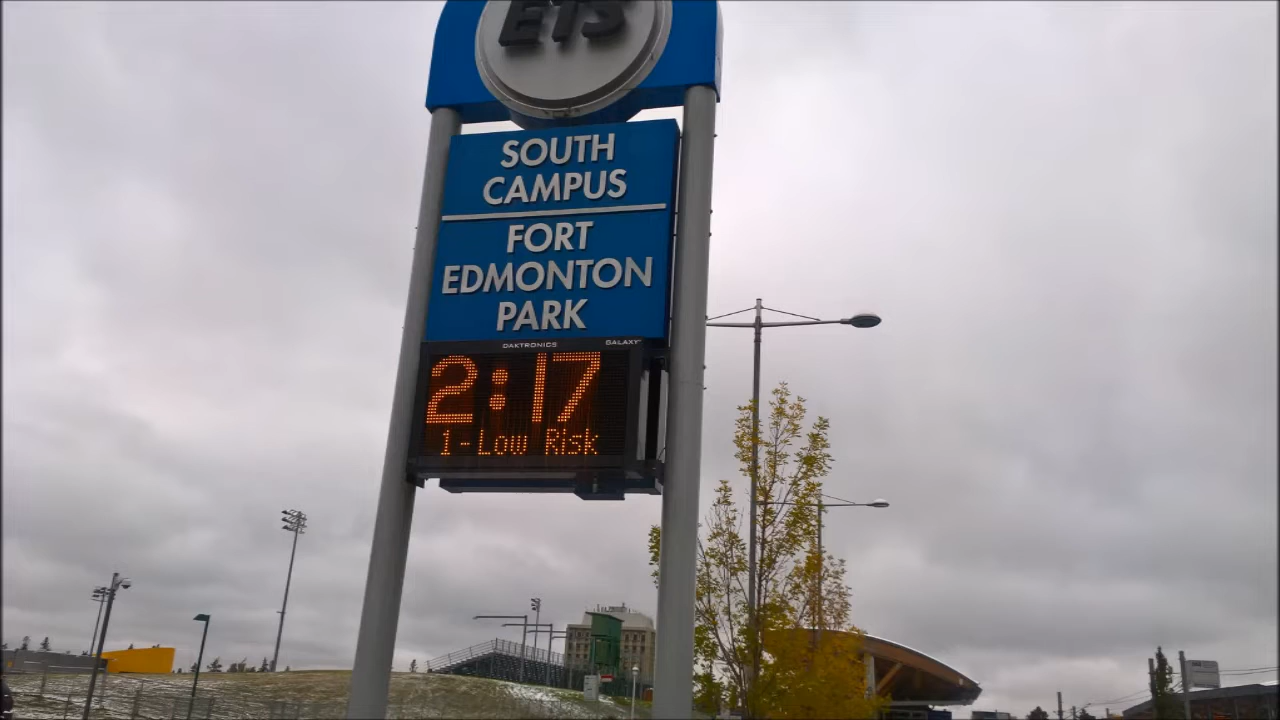 ETS
SOUTH
CAMPUS
FORT
EDMONTON
PARK
DAKTRONICS GALAXY
2:17
1-Low Risk